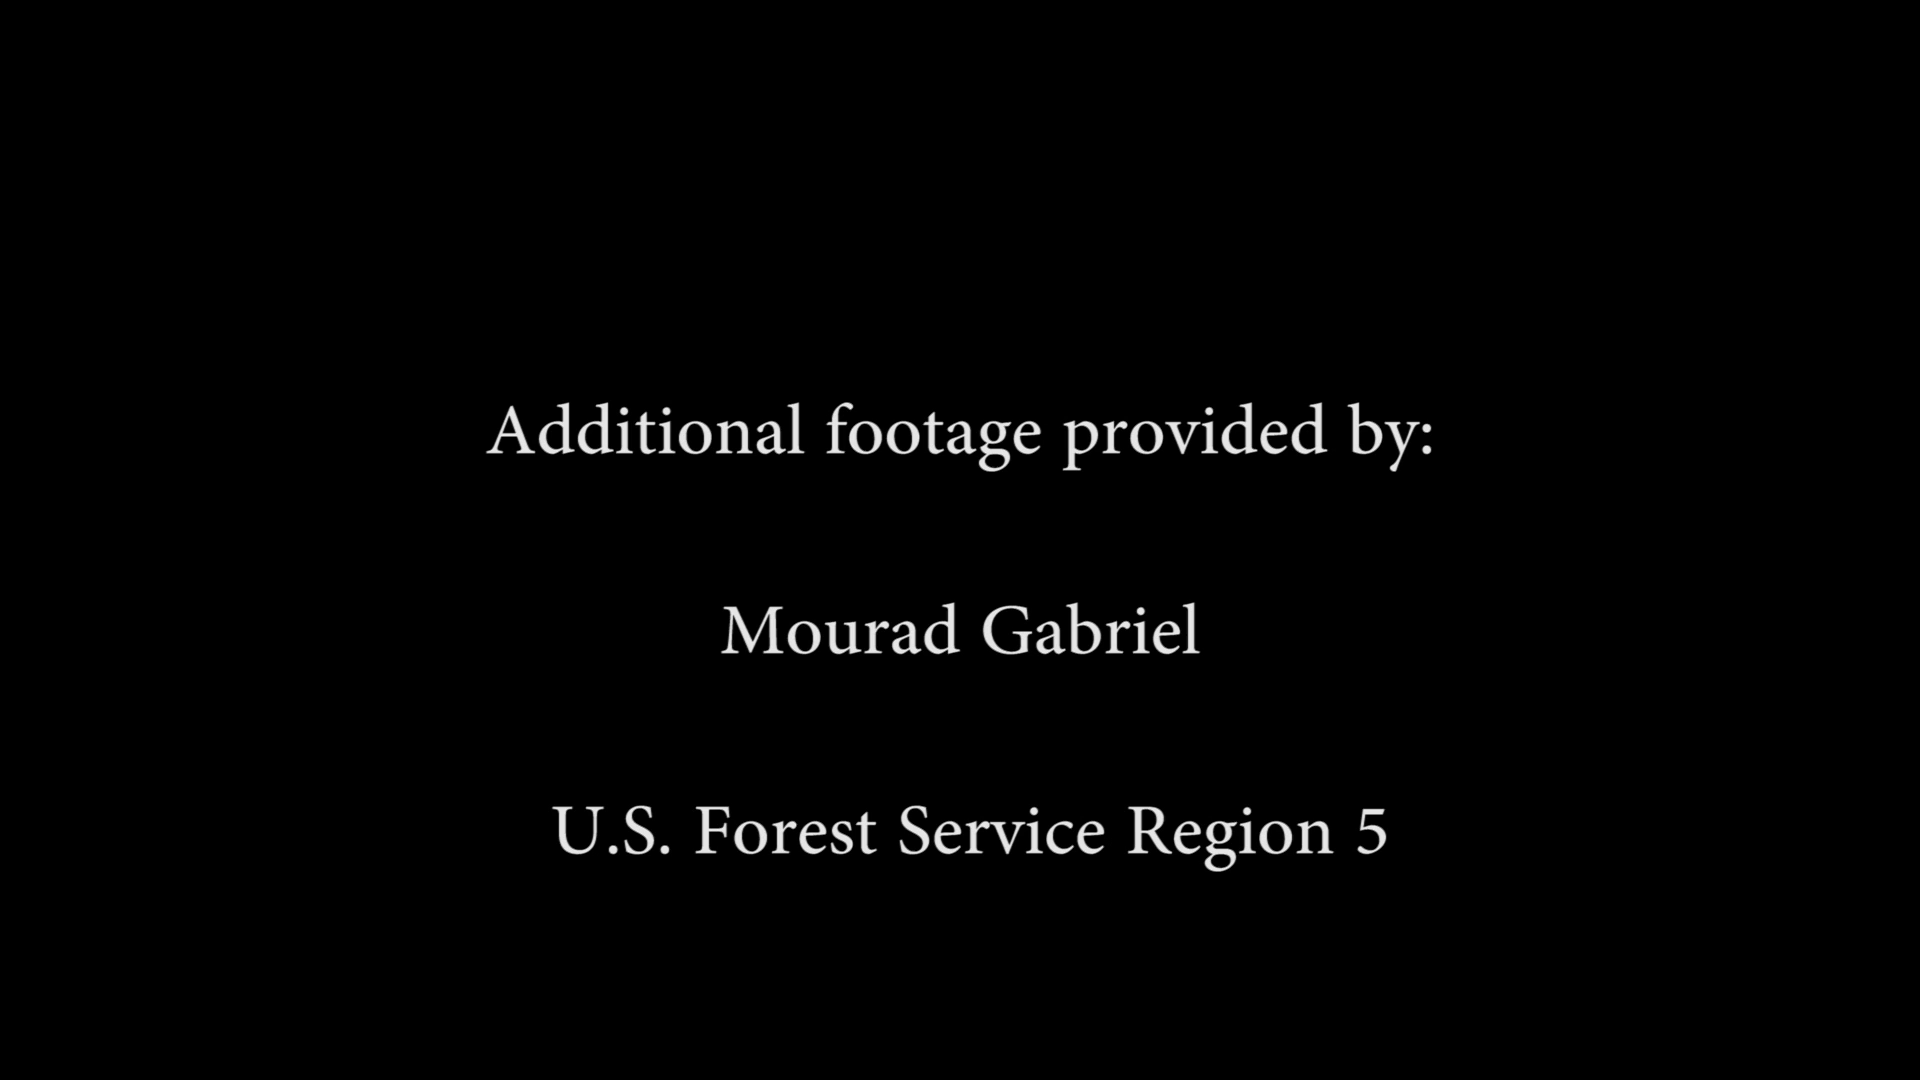 Additional footage provided by:
Mourad Gabriel
U.S. Forest Service Region 5